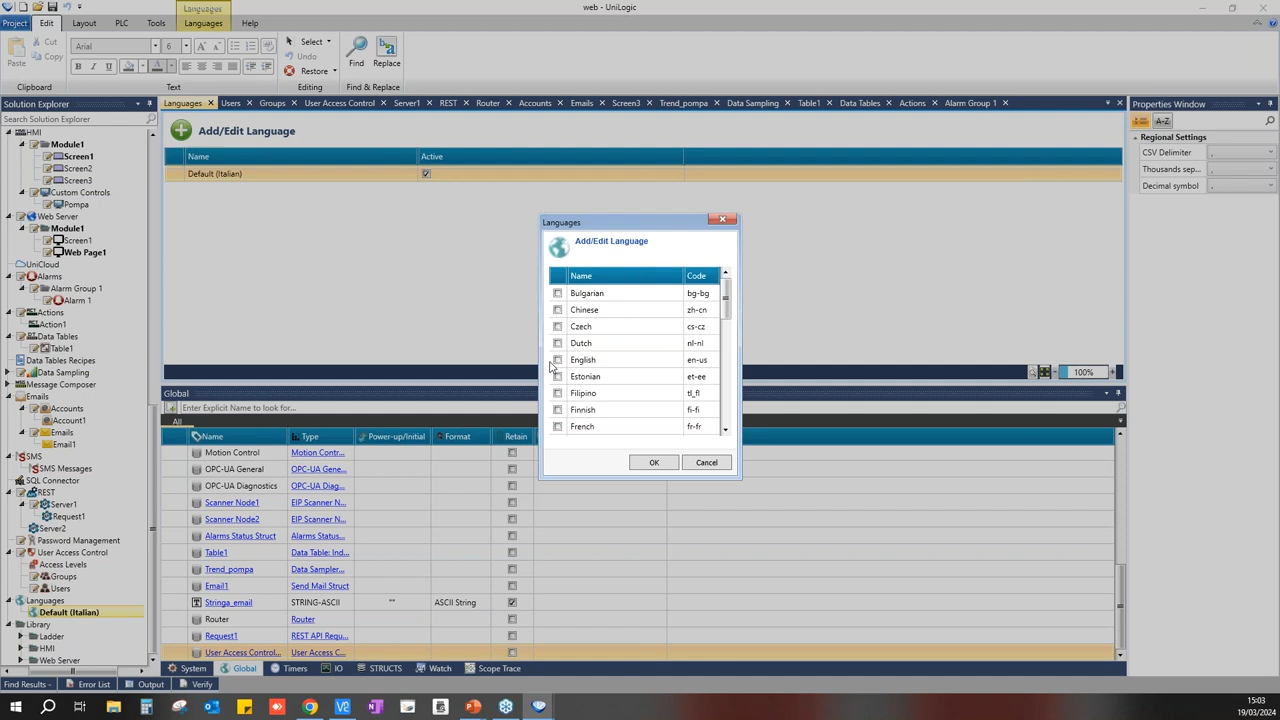 Languages
web - UniLogic
Project
Edit
Layout
PLC
Tools
Languages
Help
Paste
Cut
Copy
Clipboard
Arial
6
B I U
Text
Select
Undo
Restore
Editing
Find
Replace
Find & Replace
Solution Explorer
Search Solution Explorer
HMI
Module1
Screen1
Screen2
Screen3
Custom Controls
Pompa
Web Server
Module1
Screen1
Web Page1
UniCloud
Alarms
Alarm Group 1
Alarm 1
Actions
Action1
Data Tables
Table1
Data Tables Recipes
Data Sampling
Message Composer
Emails
Accounts
Account1
Emails
Email1
SMS
SMS Messages
SQL Connector
REST
Server1
Request1
Server2
Password Management
User Access Control
Access Levels
Groups
Users
Languages
Default (Italian)
Library
Ladder
HMI
Web Server
Languages Users Groups User Access Control Server1 REST Router Accounts Emails Screen3 Trend_pompa Data Sampling Table1 Data Tables Actions Alarm Group 1
Add/Edit Language
Name Active
Default (Italian)
100%
Languages
Add/Edit Language
Name Code
Bulgarian bg-bg
Chinese zh-cn
Czech cs-cz
Dutch nl-nl
English en-us
Estonian et-ee
Filipino tl_fl
Finnish fi-fi
French fr-fr
OK Cancel
Properties Window
A-Z
Regional Settings
CSV Delimiter ,
Thousands sep... ,
Decimal symbol ,
Global
Enter Explicit Name to look for...
All
Name Type Power-up/Initial Format Retain
Motion Control Motion Contr...
OPC-UA General OPC-UA Gene...
OPC-UA Diagnostics OPC-UA Diag...
Scanner Node1 EIP Scanner N...
Scanner Node2 EIP Scanner N...
Alarms Status Struct Alarms Status...
Table1 Data Table: Ind...
Trend_pompa Data Sampler...
Email1 Send Mail Struct
Stringa_email STRING-ASCII "" ASCII String
Router Router
Request1 REST API Requ...
User Access Control... User Access C...
System Global Timers IO STRUCTS Watch Scope Trace
Find Results - Error List Output Verify
15:03
19/03/2024